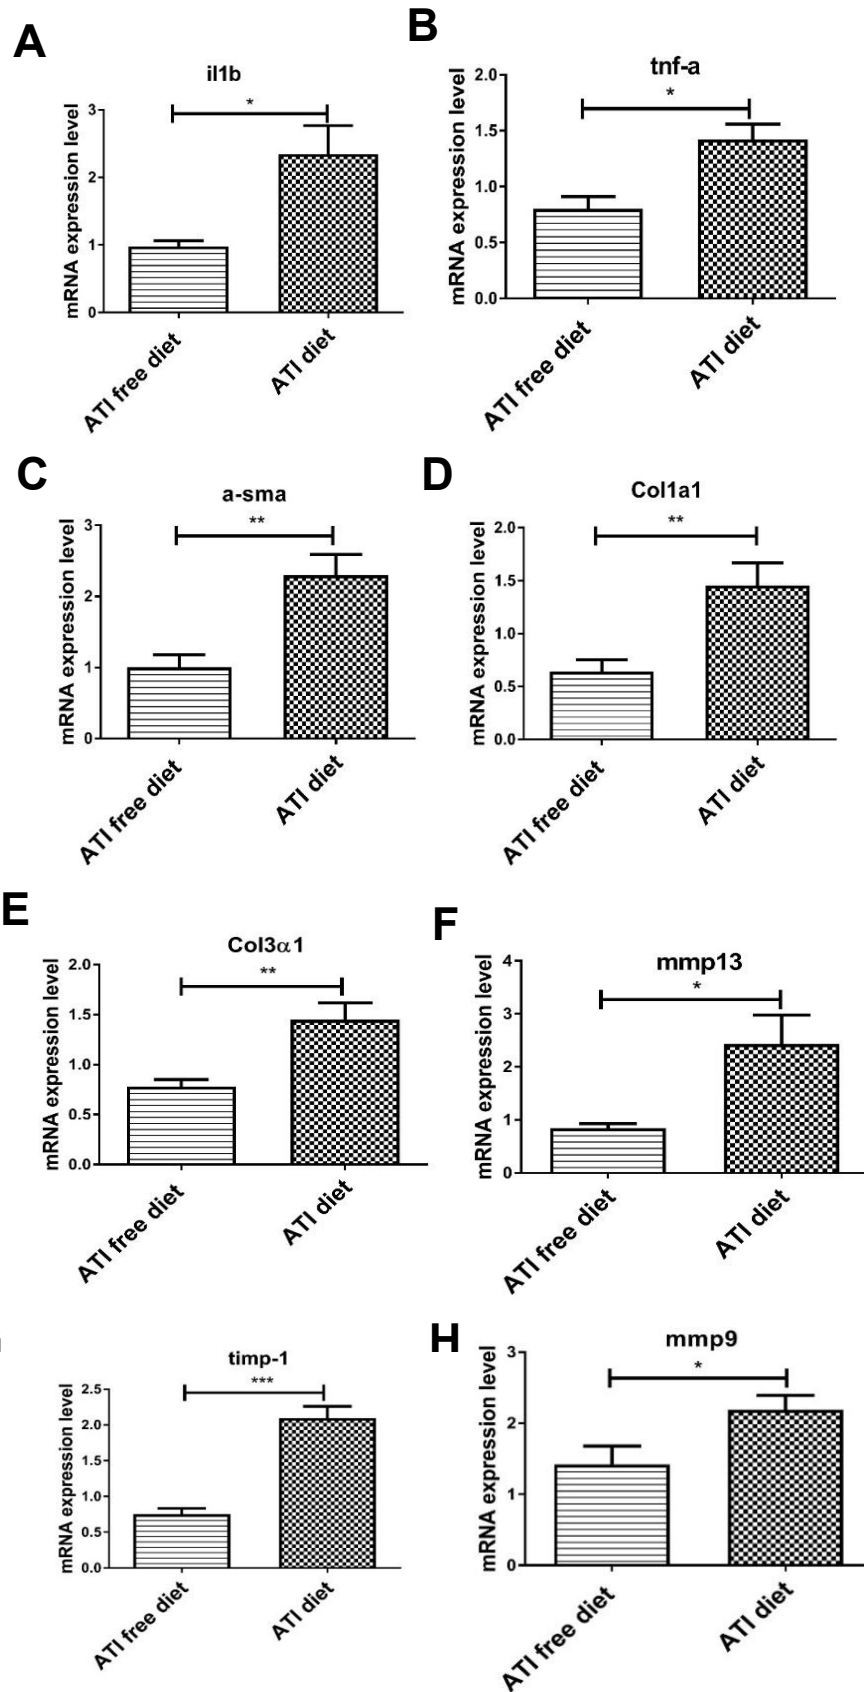 A
il1b
*
mRNA expression level
3
2
1
0
ATI free diet
ATI diet
B
tnf-a
*
mRNA expression level
2.0
1.5
1.0
0.5
0.0
ATI free diet
ATI diet
C
a-sma
**
mRNA expression level
3
2
1
0
ATI free diet
ATI diet
D
Col1a1
**
mRNA expression level
2.0
1.5
1.0
0.5
0.0
ATI free diet
ATI diet
E
Col3α1
**
mRNA expression level
2.0
1.5
1.0
0.5
0.0
ATI free diet
ATI diet
F
mmp13
*
mRNA expression level
4
3
2
1
0
ATI free diet
ATI diet
timp-1
***
mRNA expression level
2.5
2.0
1.5
1.0
0.5
0.0
ATI free diet
ATI diet
H
mmp9
*
mRNA expression level
3
2
1
0
ATI free diet
ATI diet